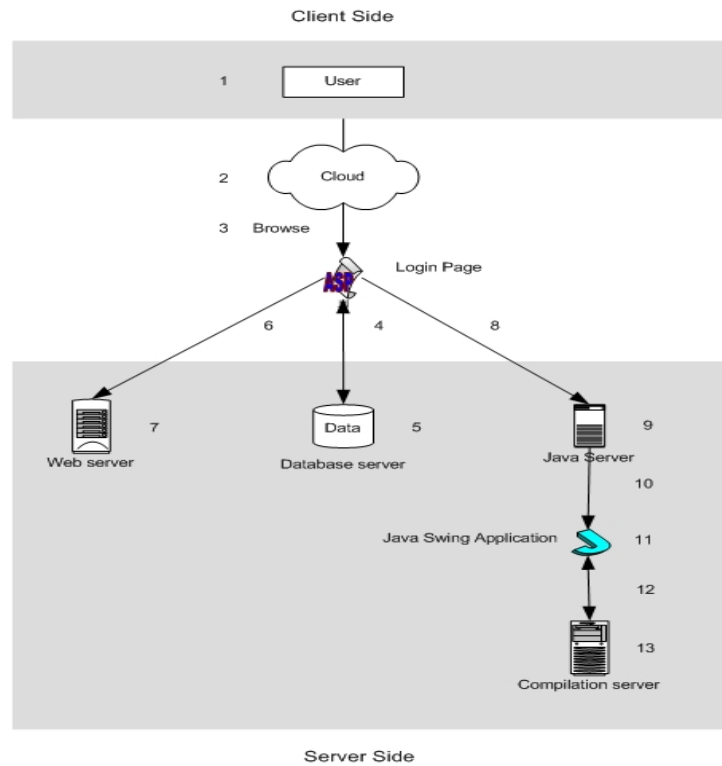 Client Side
1 User
2 Cloud
3 Browse
Login Page
ASP
6 4 8
7 Data 5 9
Web server Database server Java Server
10
Java Swing Application 11
12
13
Compilation server
Server Side